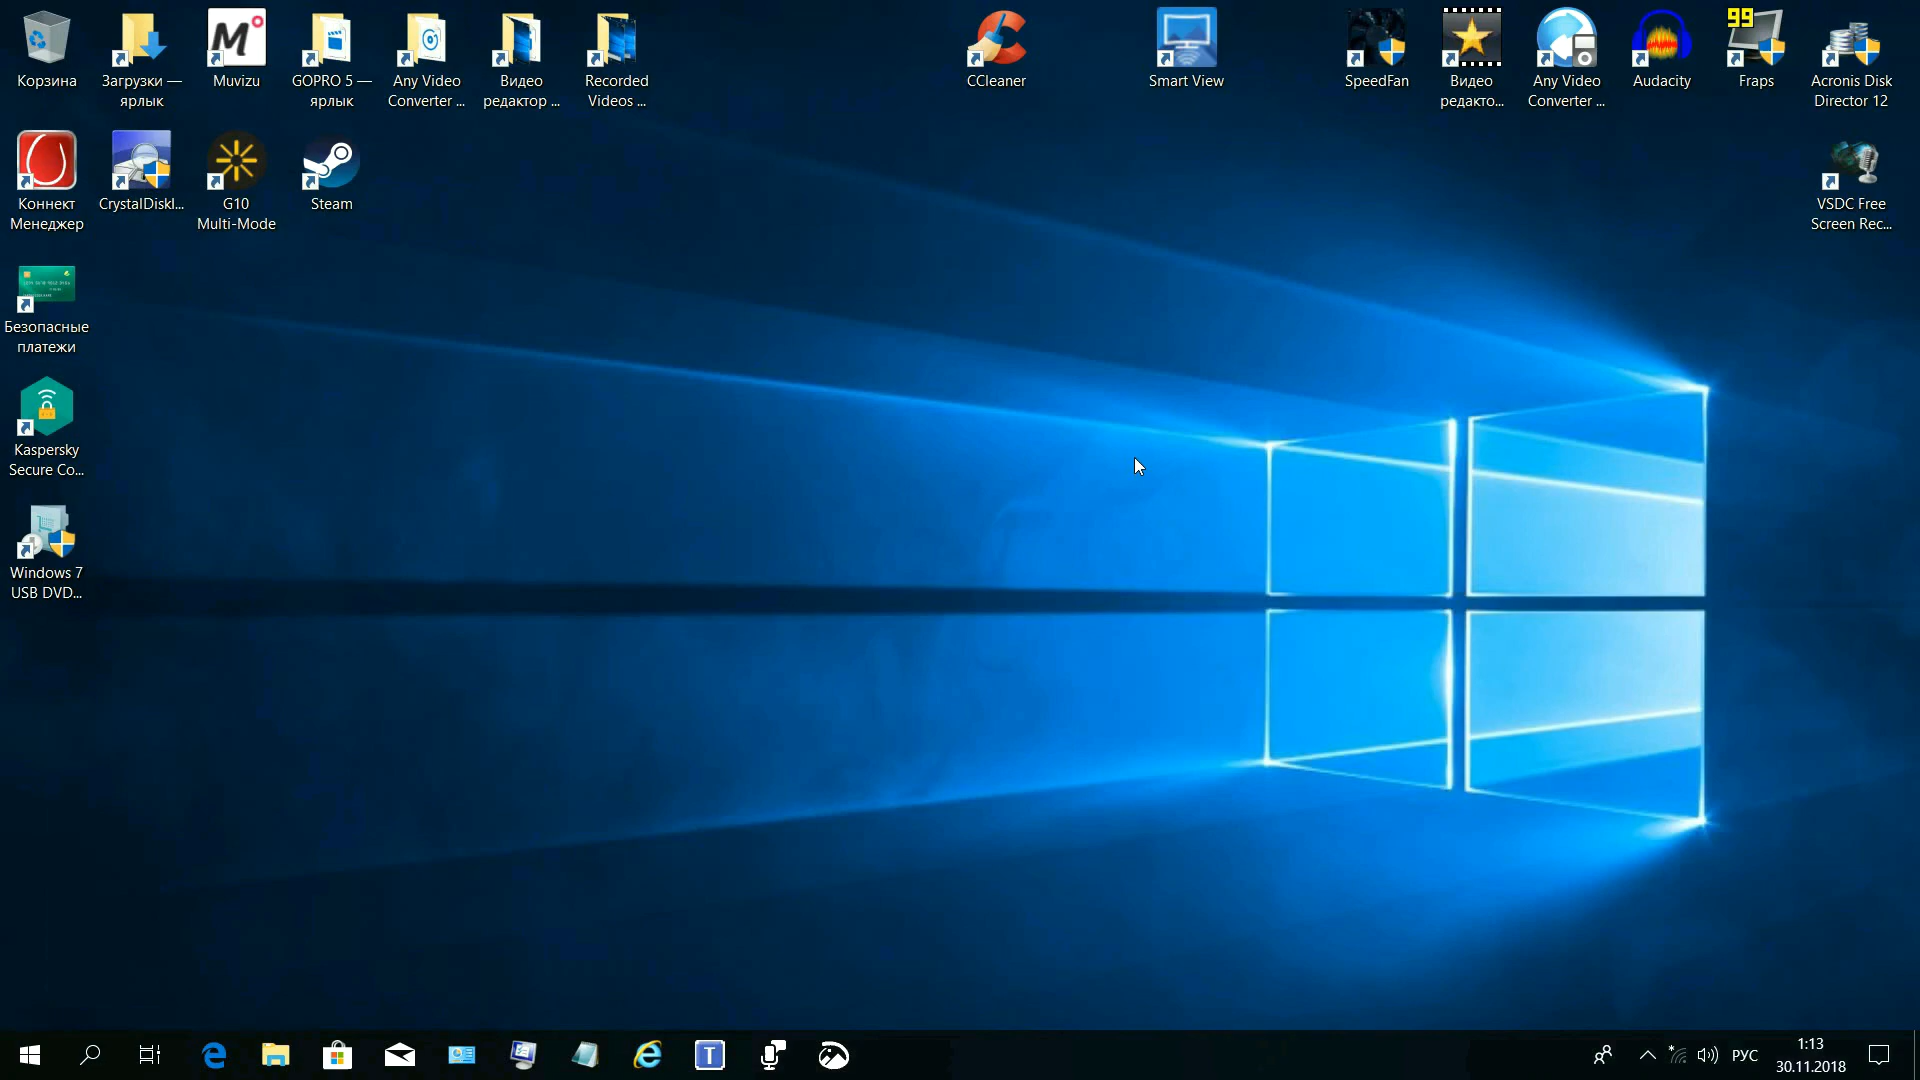 Корзина
Загрузки —
ярлык
Muvizu
GOPRO 5 —
ярлык
Any Video
Converter ...
Видео
редактор ...
Recorded
Videos ...
CCleaner
Smart View
SpeedFan
Видео
редакто...
Any Video
Converter ...
Audacity
99
Fraps
Acronis Disk
Director 12
Коннект
Менеджер
CrystalDiskI...
G10
Multi-Mode
Steam
VSDC Free
Screen Rec...
Безопасные
платежи
Kaspersky
Secure Co...
Windows 7
USB DVD...
T
РУС
1:13
30.11.2018